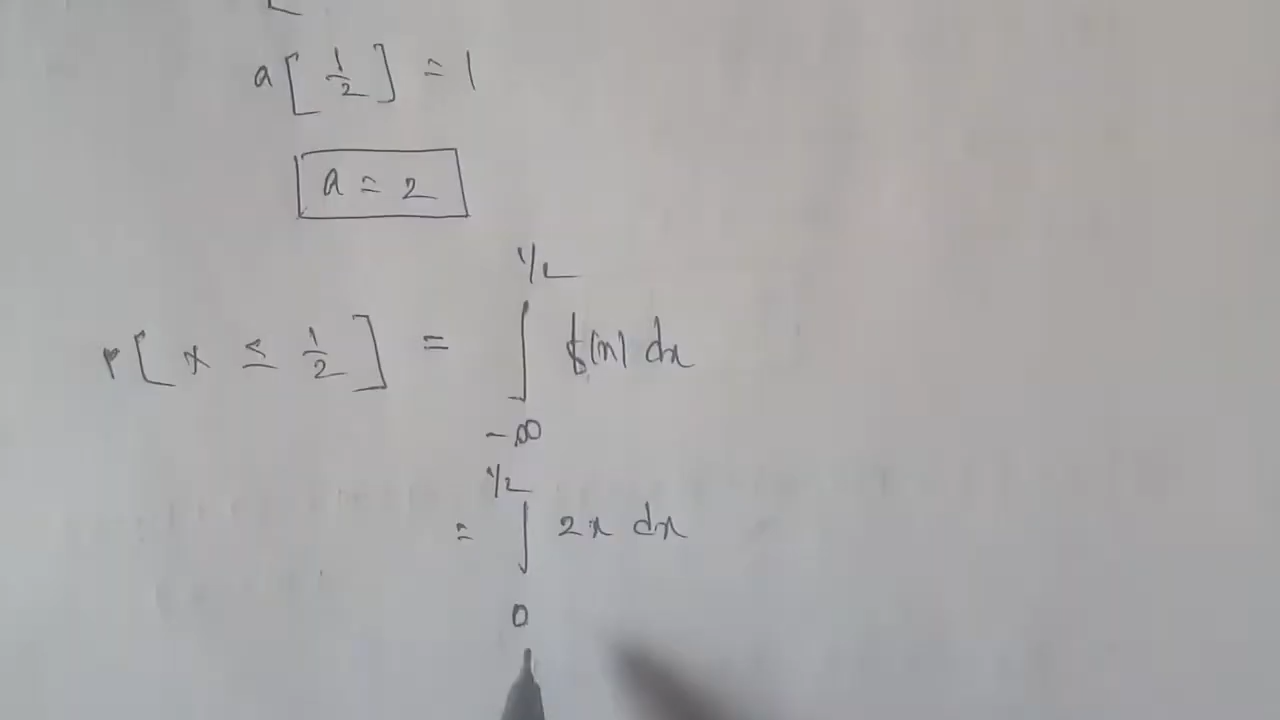 a[1/2] = 1
a = 2
P[x ≤ 1/2] = ∫_{-∞}^{1/2} f(x) dx
= ∫_{0}^{1/2} 2x dx